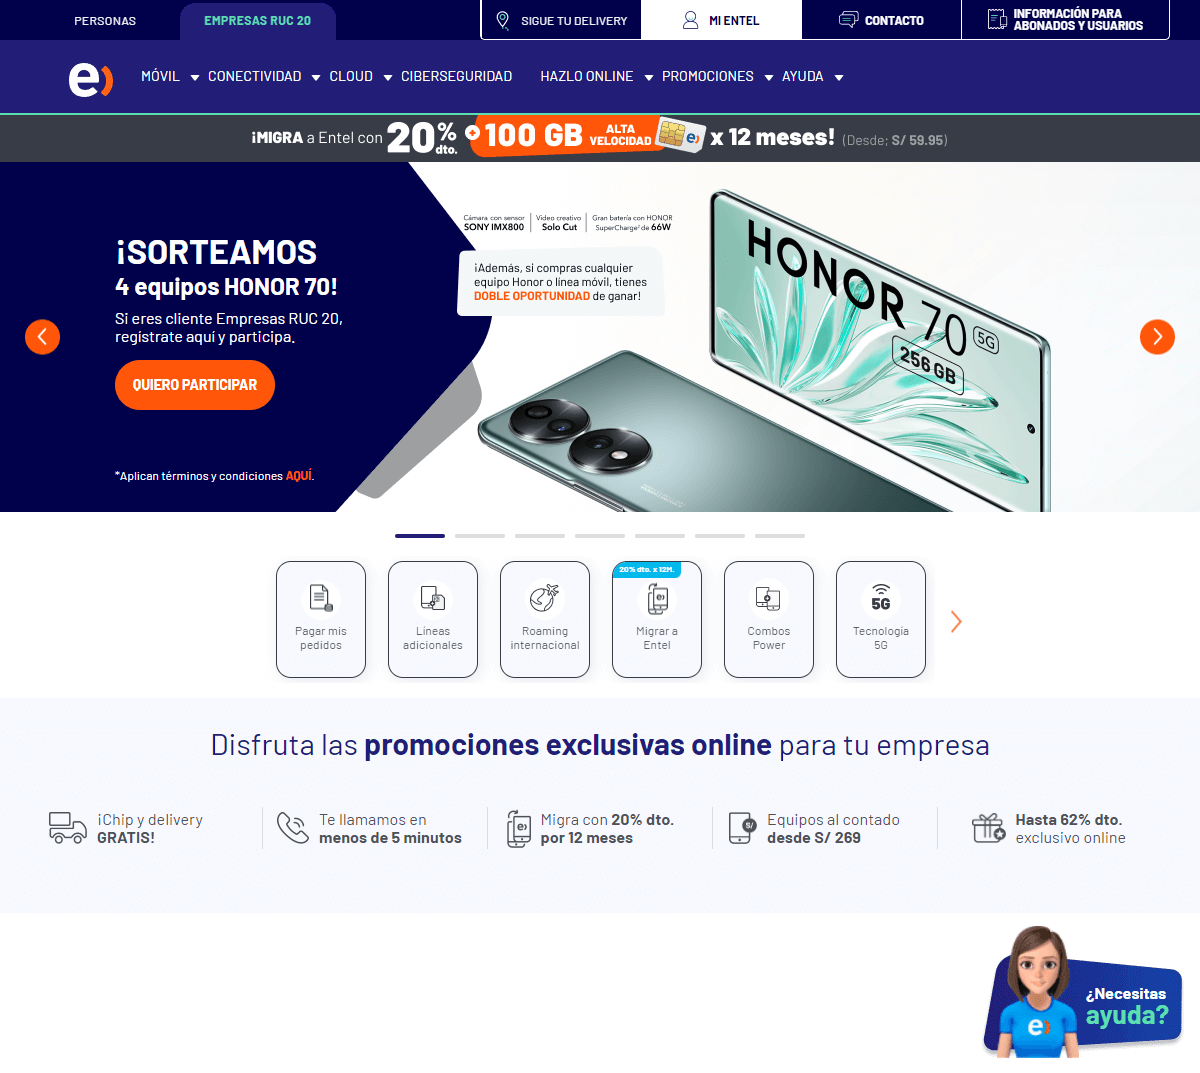 PERSONAS
EMPRESAS RUC 20
SIGUE TU DELIVERY
MI ENTEL
CONTACTO
INFORMACIÓN PARA
ABONADOS Y USUARIOS
e)
MÓVIL
CONECTIVIDAD
CLOUD
CIBERSEGURIDAD
HAZLO ONLINE
PROMOCIONES
AYUDA
¡MIGRA a Entel con 20% dto. + 100 GB ALTA VELOCIDAD e) x 12 meses! (Desde; S/ 59.95)
¡SORTEAMOS
4 equipos HONOR 70!
Si eres cliente Empresas RUC 20,
regístrate aquí y participa.
QUIERO PARTICIPAR
*Aplican términos y condiciones AQUÍ.
Cámara con sensor
SONY IMX800
Video creativo
Solo Cut
Gran batería con HONOR
SuperCharge² de 66W
¡Además, si compras cualquier
equipo Honor o línea móvil, tienes
DOBLE OPORTUNIDAD de ganar!
HONOR 70 5G
256 GB
Pagar mis
pedidos
Líneas
adicionales
Roaming
internacional
20% dto. x 12M.
e)
Migrar a
Entel
Combos
Power
5G
Tecnología
5G
Disfruta las promociones exclusivas online para tu empresa
¡Chip y delivery
GRATIS!
Te llamamos en
menos de 5 minutos
e)
Migra con 20% dto.
por 12 meses
S/
Equipos al contado
desde S/ 269
Hasta 62% dto.
exclusivo online
e)
¿Necesitas
ayuda?